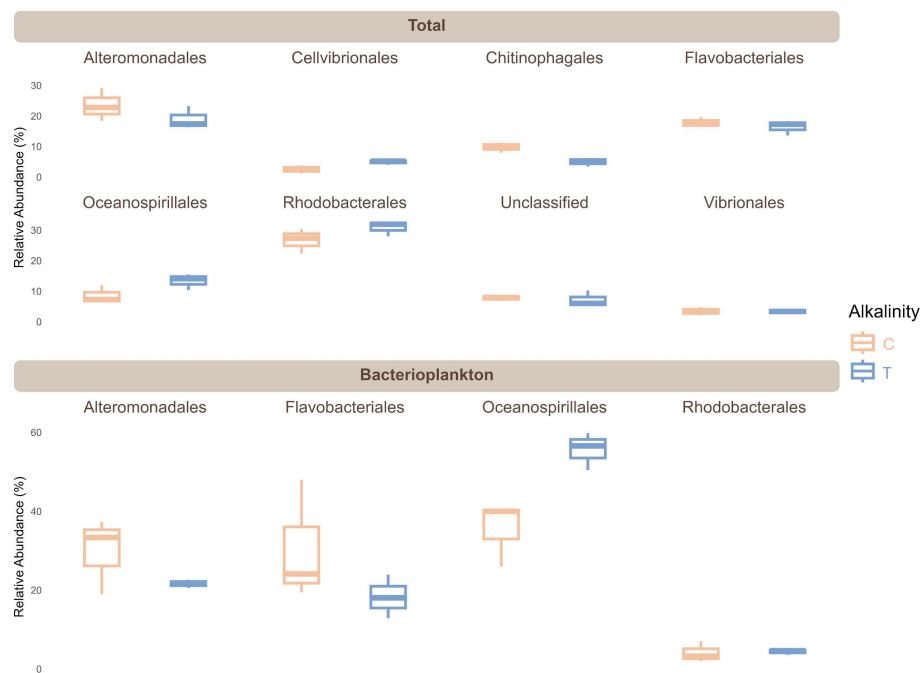 Total
Alteromonadales Cellvibrionales Chitinophagales Flavobacteriales
30
20
10
0
Relative Abundance (%)
Oceanospirillales Rhodobacterales Unclassified Vibrionales
30
20
10
0
Alkalinity
C
T
Bacterioplankton
Alteromonadales Flavobacteriales Oceanospirillales Rhodobacterales
60
40
20
0
Relative Abundance (%)